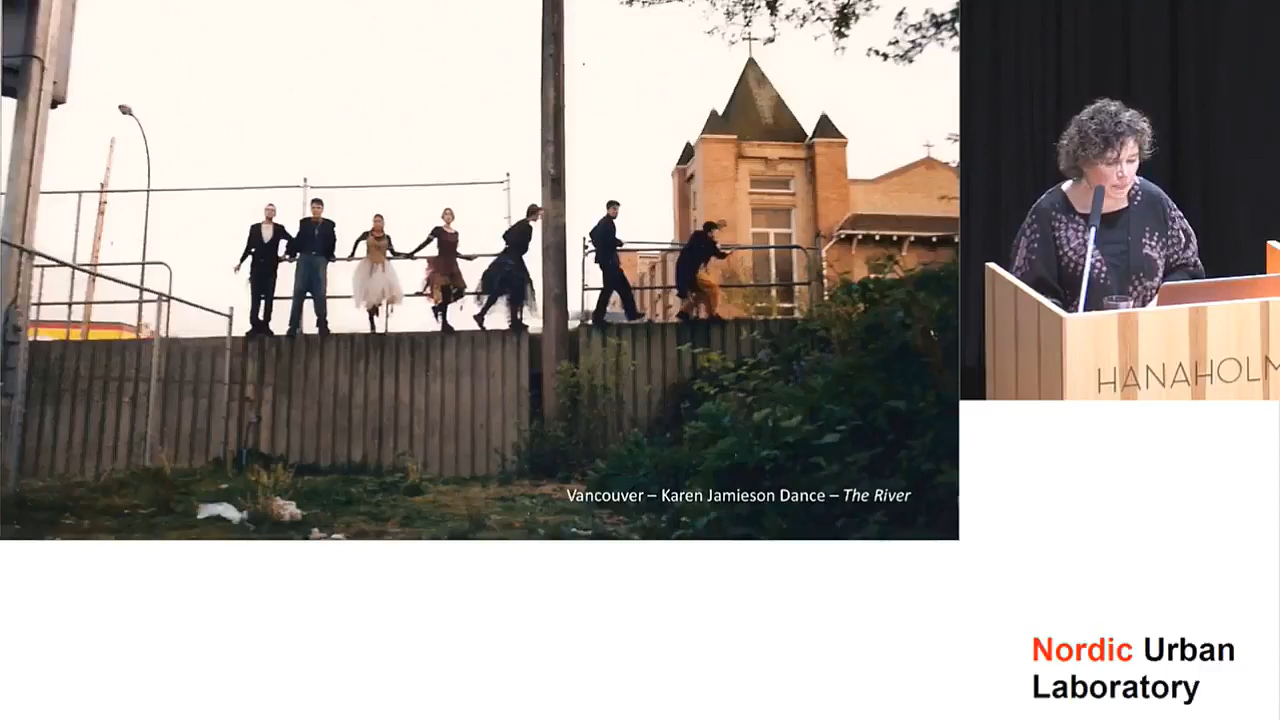 Vancouver – Karen Jamieson Dance – The River
HANAHOLM
Nordic Urban
Laboratory